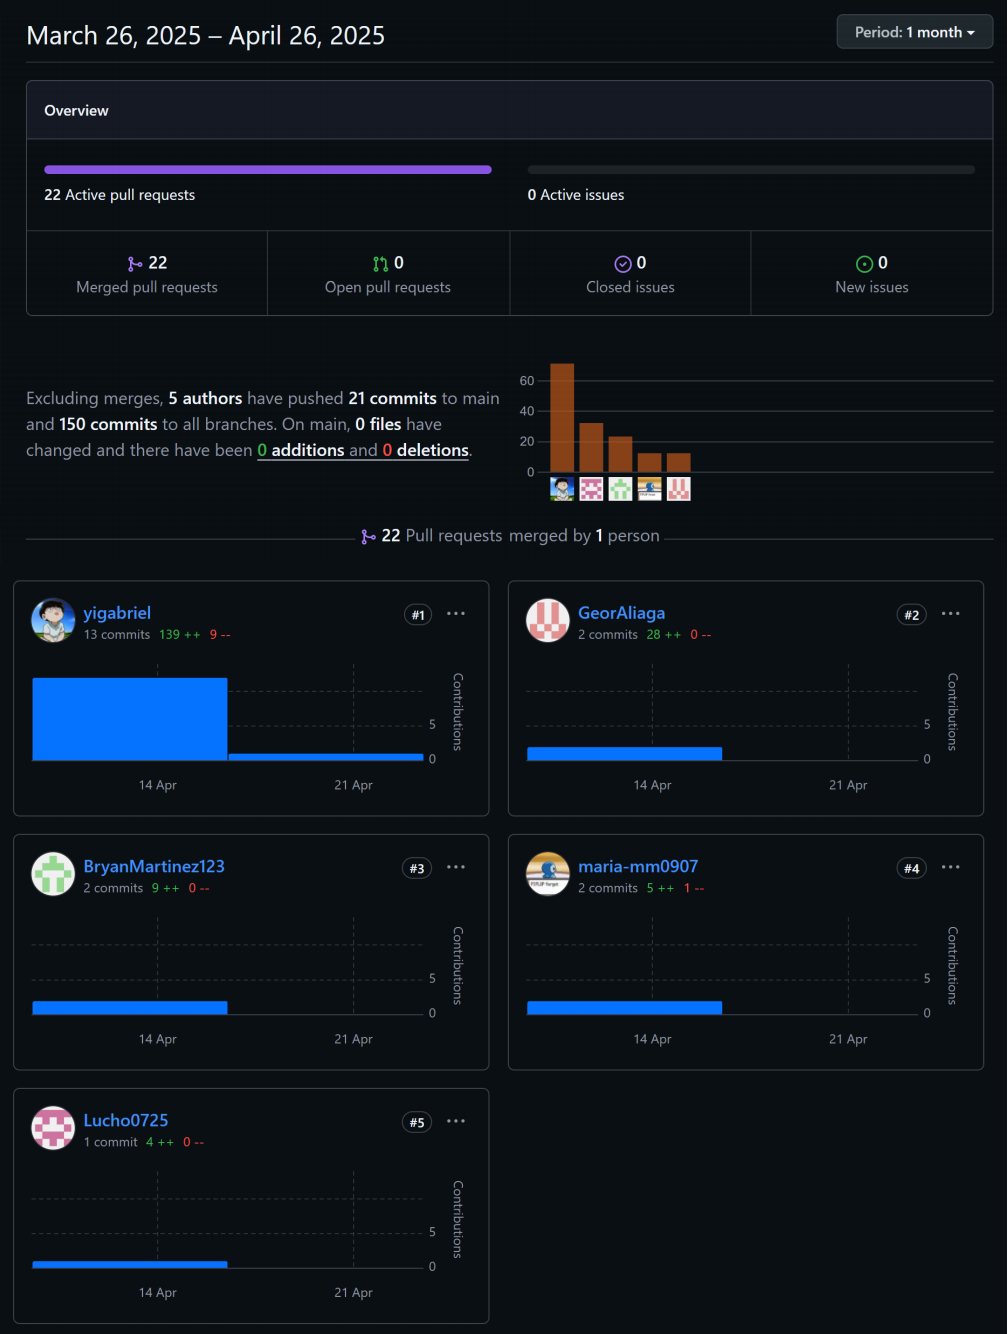 March 26, 2025 – April 26, 2025
Period: 1 month
Overview
22 Active pull requests
0 Active issues
22
Merged pull requests
0
Open pull requests
0
Closed issues
0
New issues
Excluding merges, 5 authors have pushed 21 commits to main
and 150 commits to all branches. On main, 0 files have
changed and there have been 0 additions and 0 deletions.
60
40
20
0
22 Pull requests merged by 1 person
yigabriel
#1
13 commits 139 ++ 9 --
Contributions
5
0
14 Apr
21 Apr
GeorAliaga
#2
2 commits 28 ++ 0 --
Contributions
5
0
14 Apr
21 Apr
BryanMartinez123
#3
2 commits 9 ++ 0 --
Contributions
5
0
14 Apr
21 Apr
maria-mm0907
#4
2 commits 5 ++ 1 --
Contributions
5
0
14 Apr
21 Apr
Lucho0725
#5
1 commit 4 ++ 0 --
Contributions
5
0
14 Apr
21 Apr